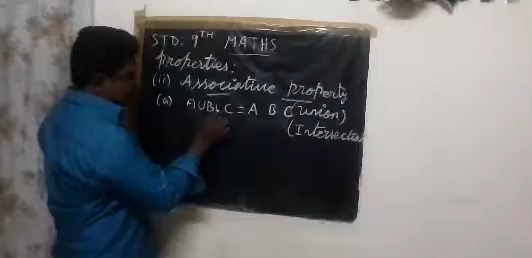 STD: 9TH MATHS
properties:
(ii) Associative property
(a) A∪B∪C = A B C (Union)
(Intersection